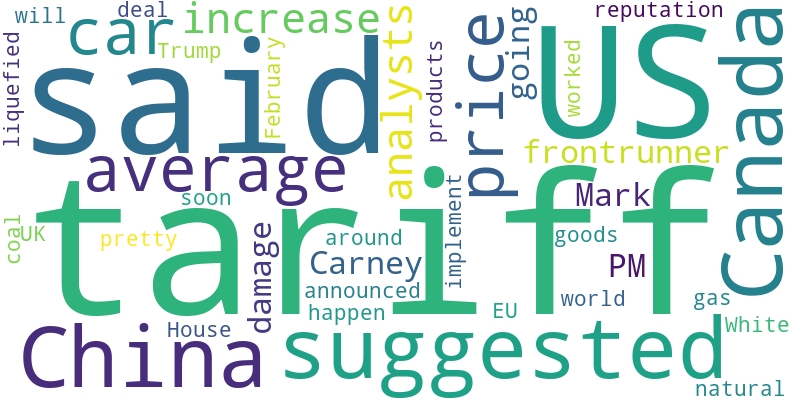 will
deal
reputation
car
increase
Trump
liquefied
said
February
analysts
products
price
going
worked
US
Canada
average
frontrunner
soon
tariff
Mark
coal
UK
pretty
damage
around
Carney
announced
happen
implement
goods
PM
world
gas
EU
White
House
China
suggested
natural